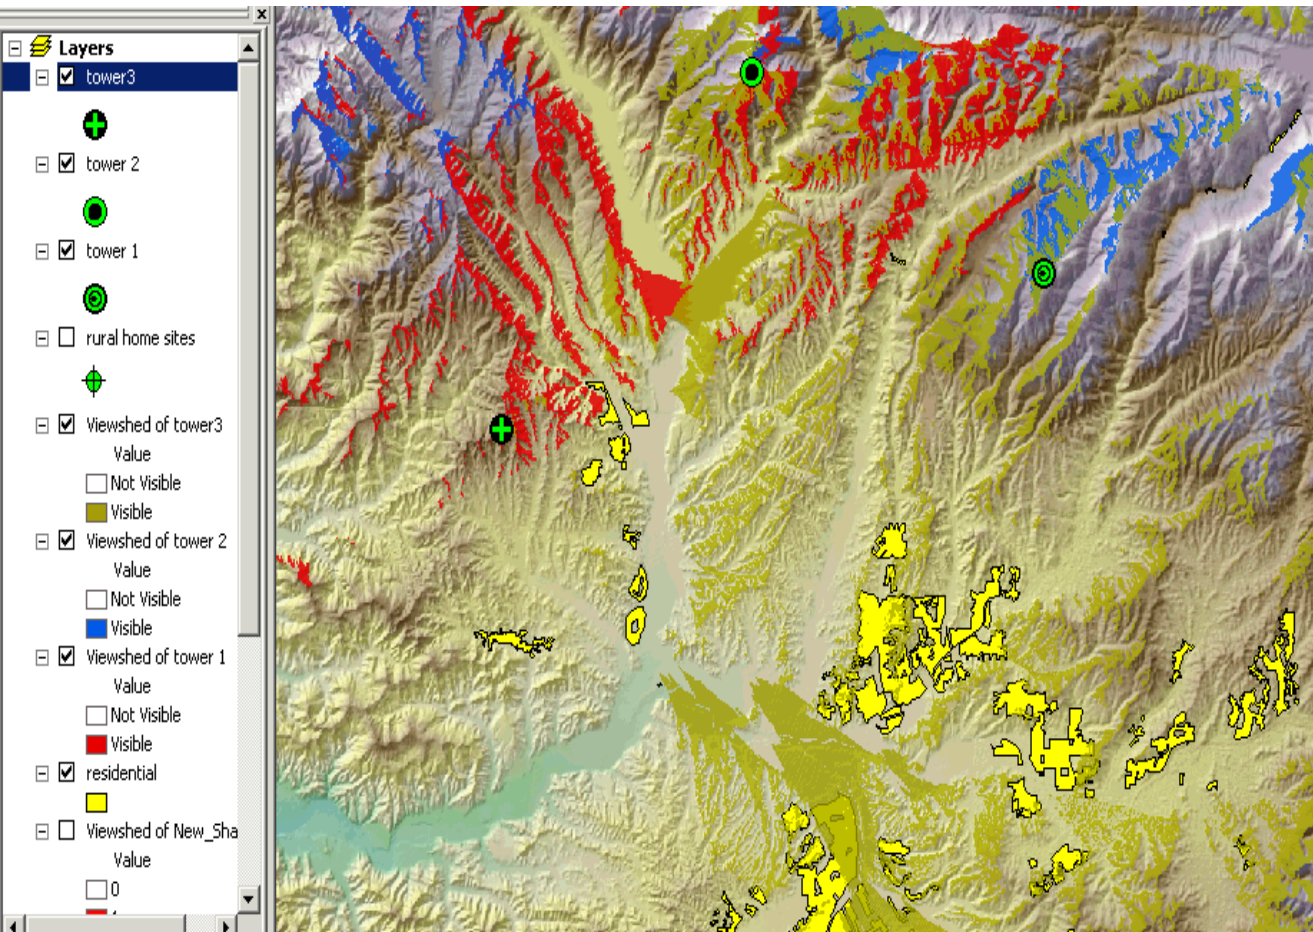 Layers
tower3
tower 2
tower 1
rural home sites
Viewshed of tower3
Value
Not Visible
Visible
Viewshed of tower 2
Value
Not Visible
Visible
Viewshed of tower 1
Value
Not Visible
Visible
residential
Viewshed of New_Sha
Value
0